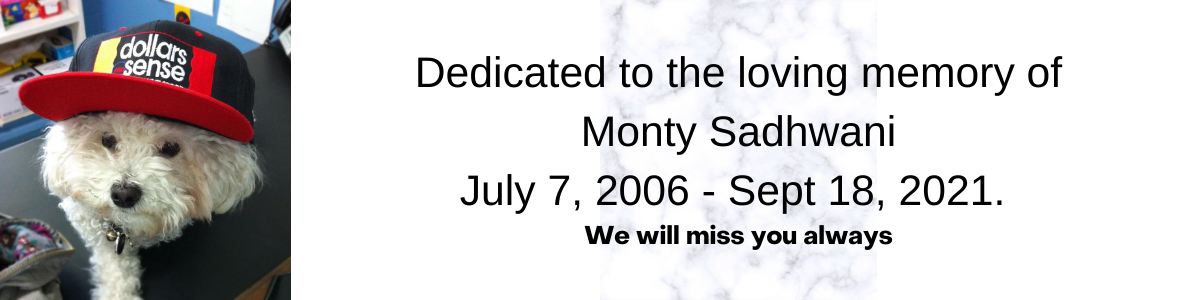 dollars
sense
Dedicated to the loving memory of
Monty Sadhwani
July 7, 2006 - Sept 18, 2021.
We will miss you always